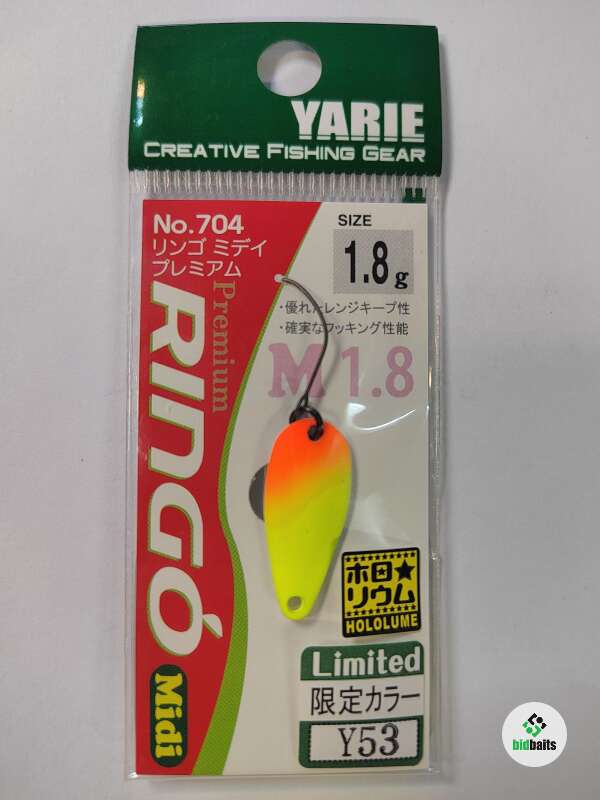 YARIE
CREATIVE FISHING GEAR
No.704
リンゴ ミデイ
プレミアム
SIZE
1.8g
・優れたレンジキープ性
・確実なフッキング性能
M 1.8
Premium
RINGO
Midi
ホロ★
リウム
HOLOLUME
Limited
限定カラー
Y53
bidbaits